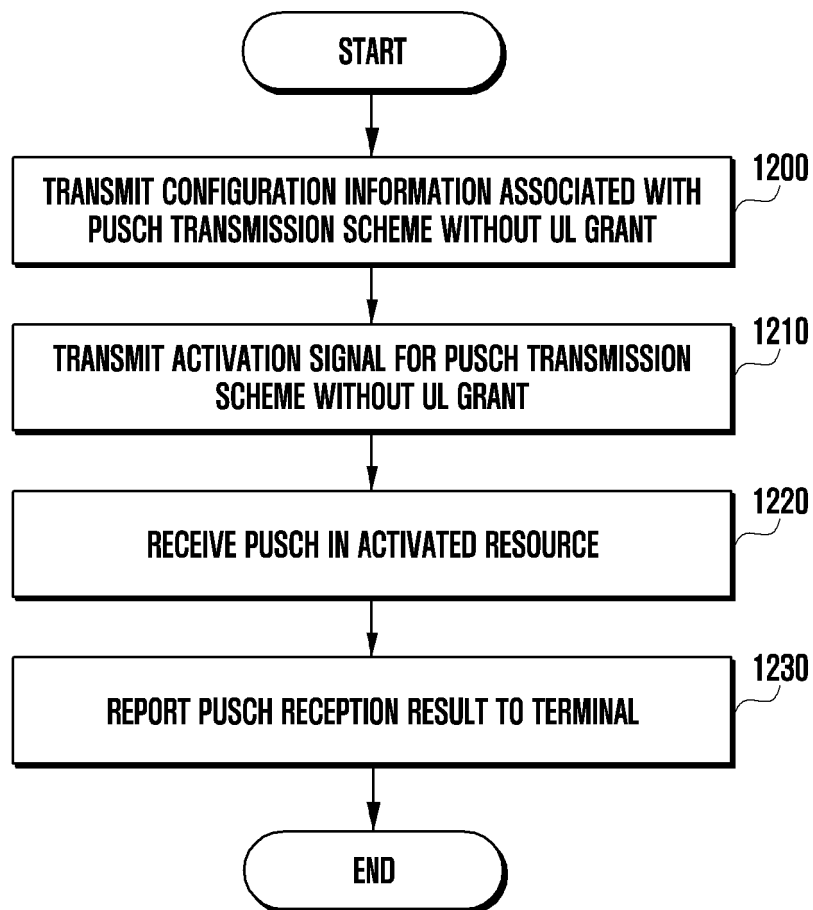 START
1200
TRANSMIT CONFIGURATION INFORMATION ASSOCIATED WITH
PUSCH TRANSMISSION SCHEME WITHOUT UL GRANT
1210
TRANSMIT ACTIVATION SIGNAL FOR PUSCH TRANSMISSION
SCHEME WITHOUT UL GRANT
1220
RECEIVE PUSCH IN ACTIVATED RESOURCE
1230
REPORT PUSCH RECEPTION RESULT TO TERMINAL
END